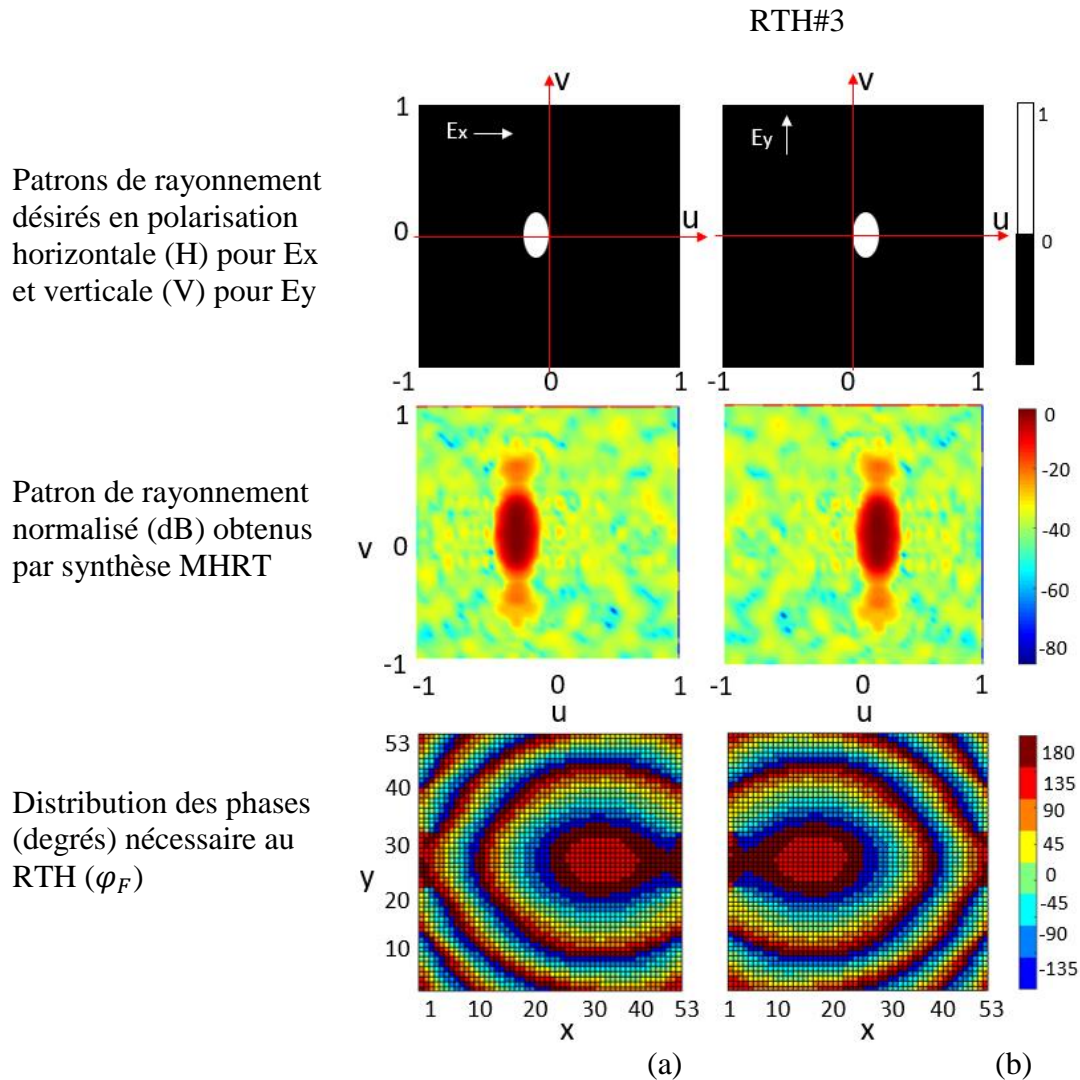 RTH#3
v
v
1
1
Ex
Ey
Patrons de rayonnement
désirés en polarisation
horizontale (H) pour Ex
et verticale (V) pour Ey
0
u
u
0
-1
0
1
-1
0
1
Patron de rayonnement
normalisé (dB) obtenus
par synthèse MHRT
1
v
0
-1
0
-20
-40
-60
-80
-1
0
1
-1
0
1
u
u
Distribution des phases
(degrés) nécessaire au
RTH (φ_F)
53
40
30
y
20
10
180
135
90
45
0
-45
-90
-135
1 10 20 30 40 53
1 10 20 30 40 53
x
x
(a)
(b)